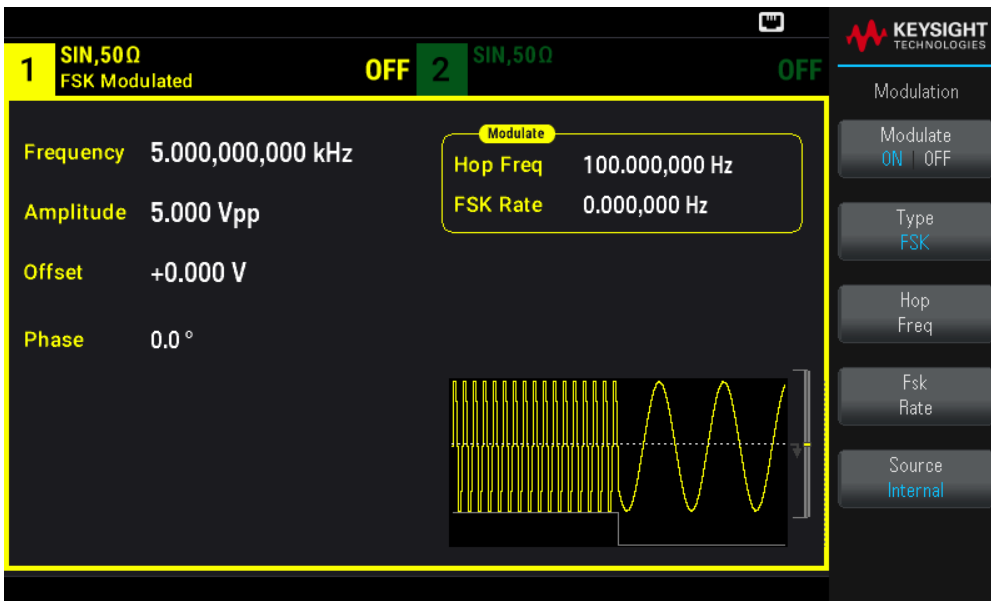 KEYSIGHT
TECHNOLOGIES
1 SIN,50Ω OFF
FSK Modulated
2 SIN,50Ω OFF
Modulation
Frequency 5.000,000,000 kHz
Amplitude 5.000 Vpp
Offset +0.000 V
Phase 0.0 °
Modulate
Hop Freq 100.000,000 Hz
FSK Rate 0.000,000 Hz
Modulate
ON | OFF
Type
FSK
Hop
Freq
Fsk
Rate
Source
Internal